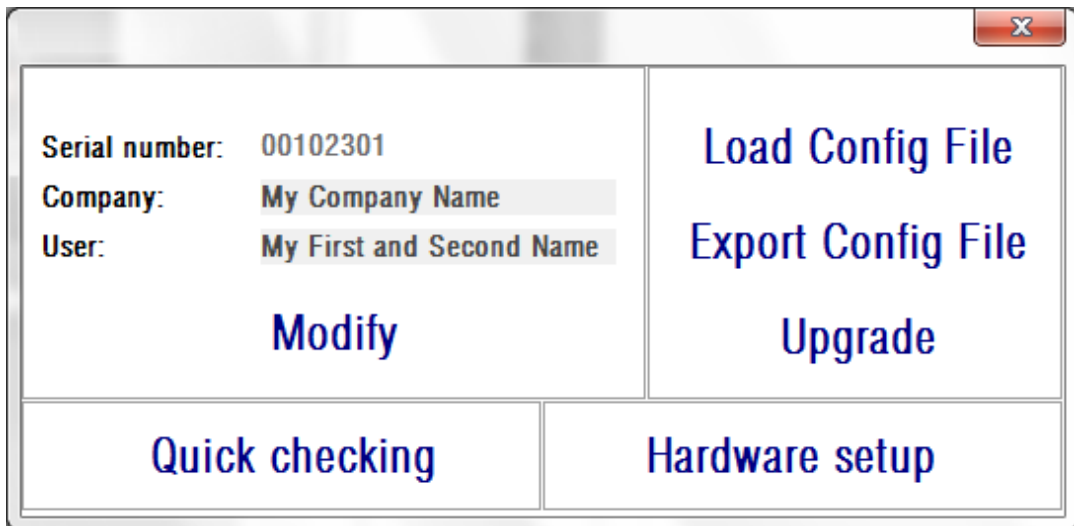 Serial number: 00102301
Company: My Company Name
User: My First and Second Name
Modify
Load Config File
Export Config File
Upgrade
Quick checking
Hardware setup